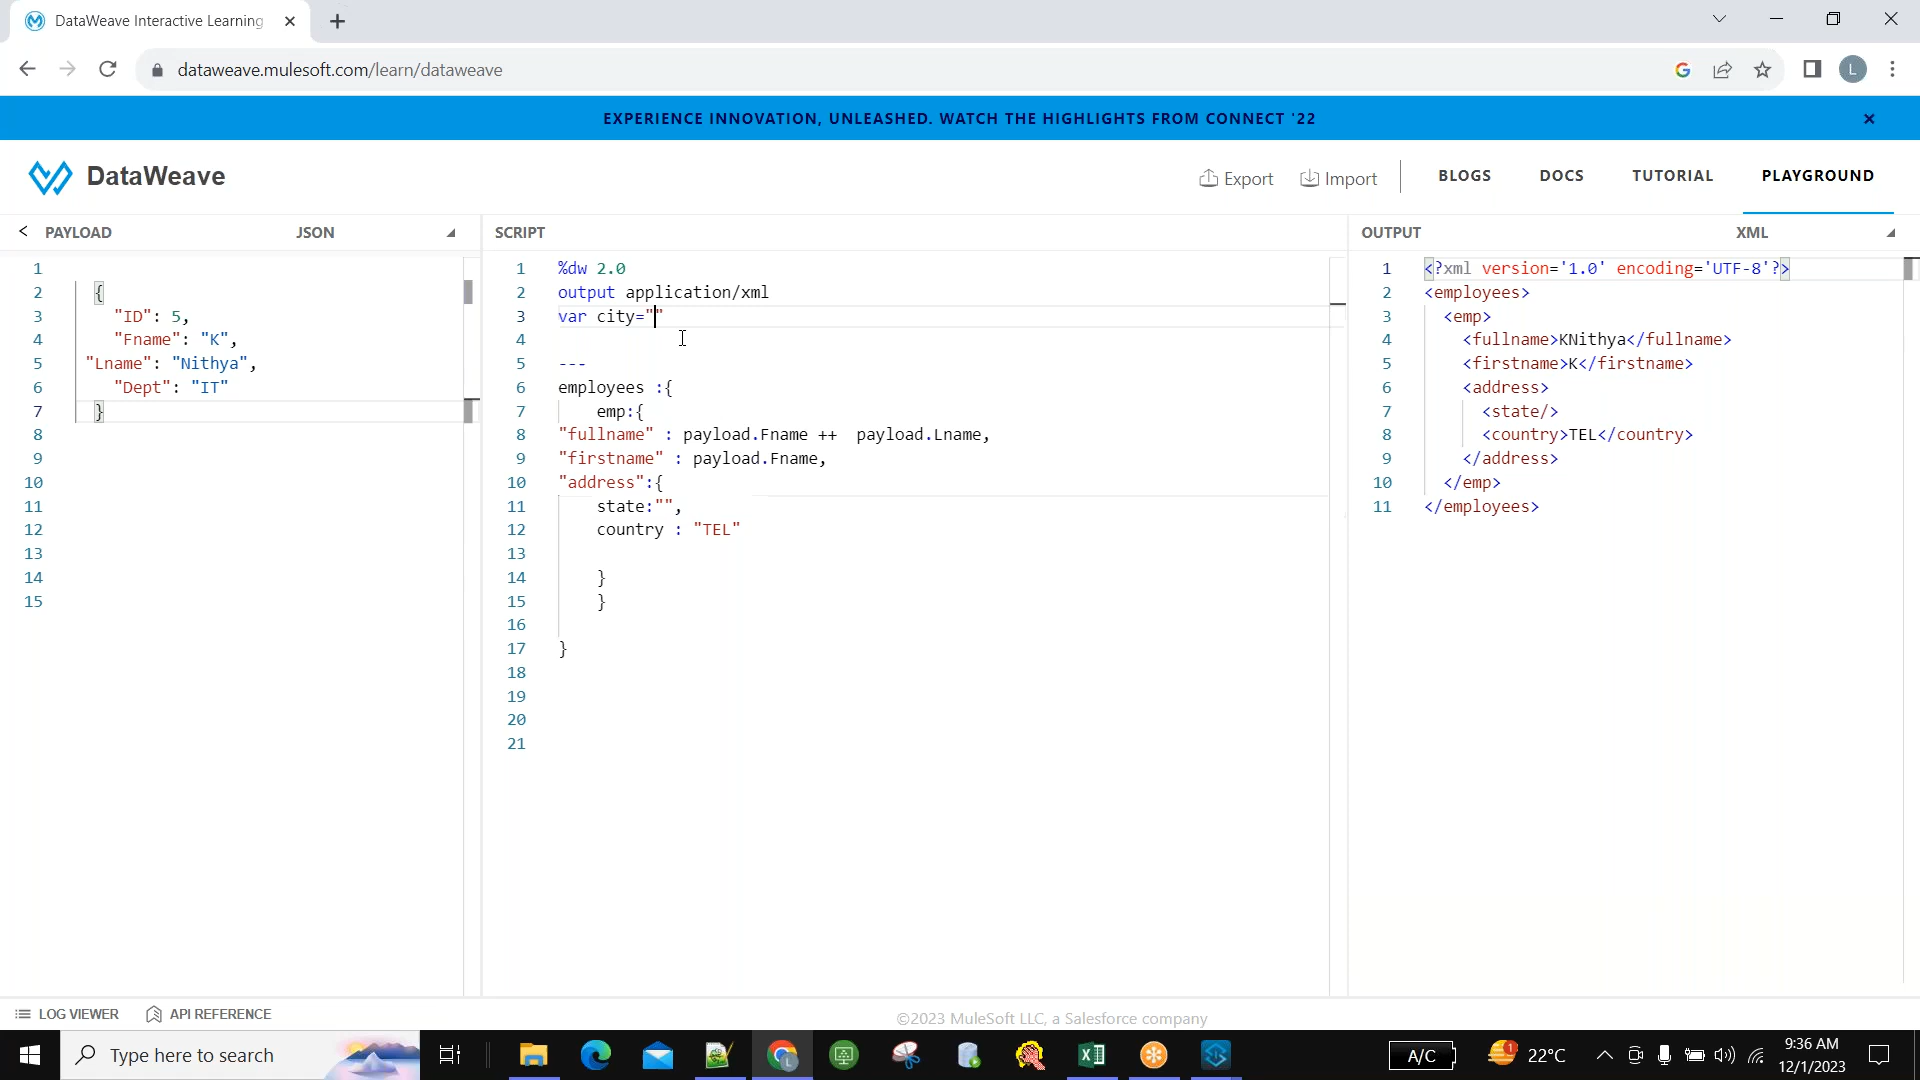 DataWeave Interactive Learning
dataweave.mulesoft.com/learn/dataweave
L
EXPERIENCE INNOVATION, UNLEASHED. WATCH THE HIGHLIGHTS FROM CONNECT '22
DataWeave
Export
Import
BLOGS
DOCS
TUTORIAL
PLAYGROUND
PAYLOAD
JSON
1
2 {
3 "ID": 5,
4 "Fname": "K",
5 "Lname": "Nithya",
6 "Dept": "IT"
7 }
8
9
10
11
12
13
14
15
SCRIPT
1 %dw 2.0
2 output application/xml
3 var city=""
4
5 ---
6 employees :{
7 emp:{
8 "fullname" : payload.Fname ++ payload.Lname,
9 "firstname" : payload.Fname,
10 "address":{
11 state:"",
12 country : "TEL"
13
14 }
15 }
16
17 }
18
19
20
21
OUTPUT
XML
1 <?xml version='1.0' encoding='UTF-8'?>
2 <employees>
3 <emp>
4 <fullname>KNithya</fullname>
5 <firstname>K</firstname>
6 <address>
7 <state/>
8 <country>TEL</country>
9 </address>
10 </emp>
11 </employees>
LOG VIEWER
API REFERENCE
©2023 MuleSoft LLC, a Salesforce company
Type here to search
L
A/C
1
22°C
9:36 AM
12/1/2023